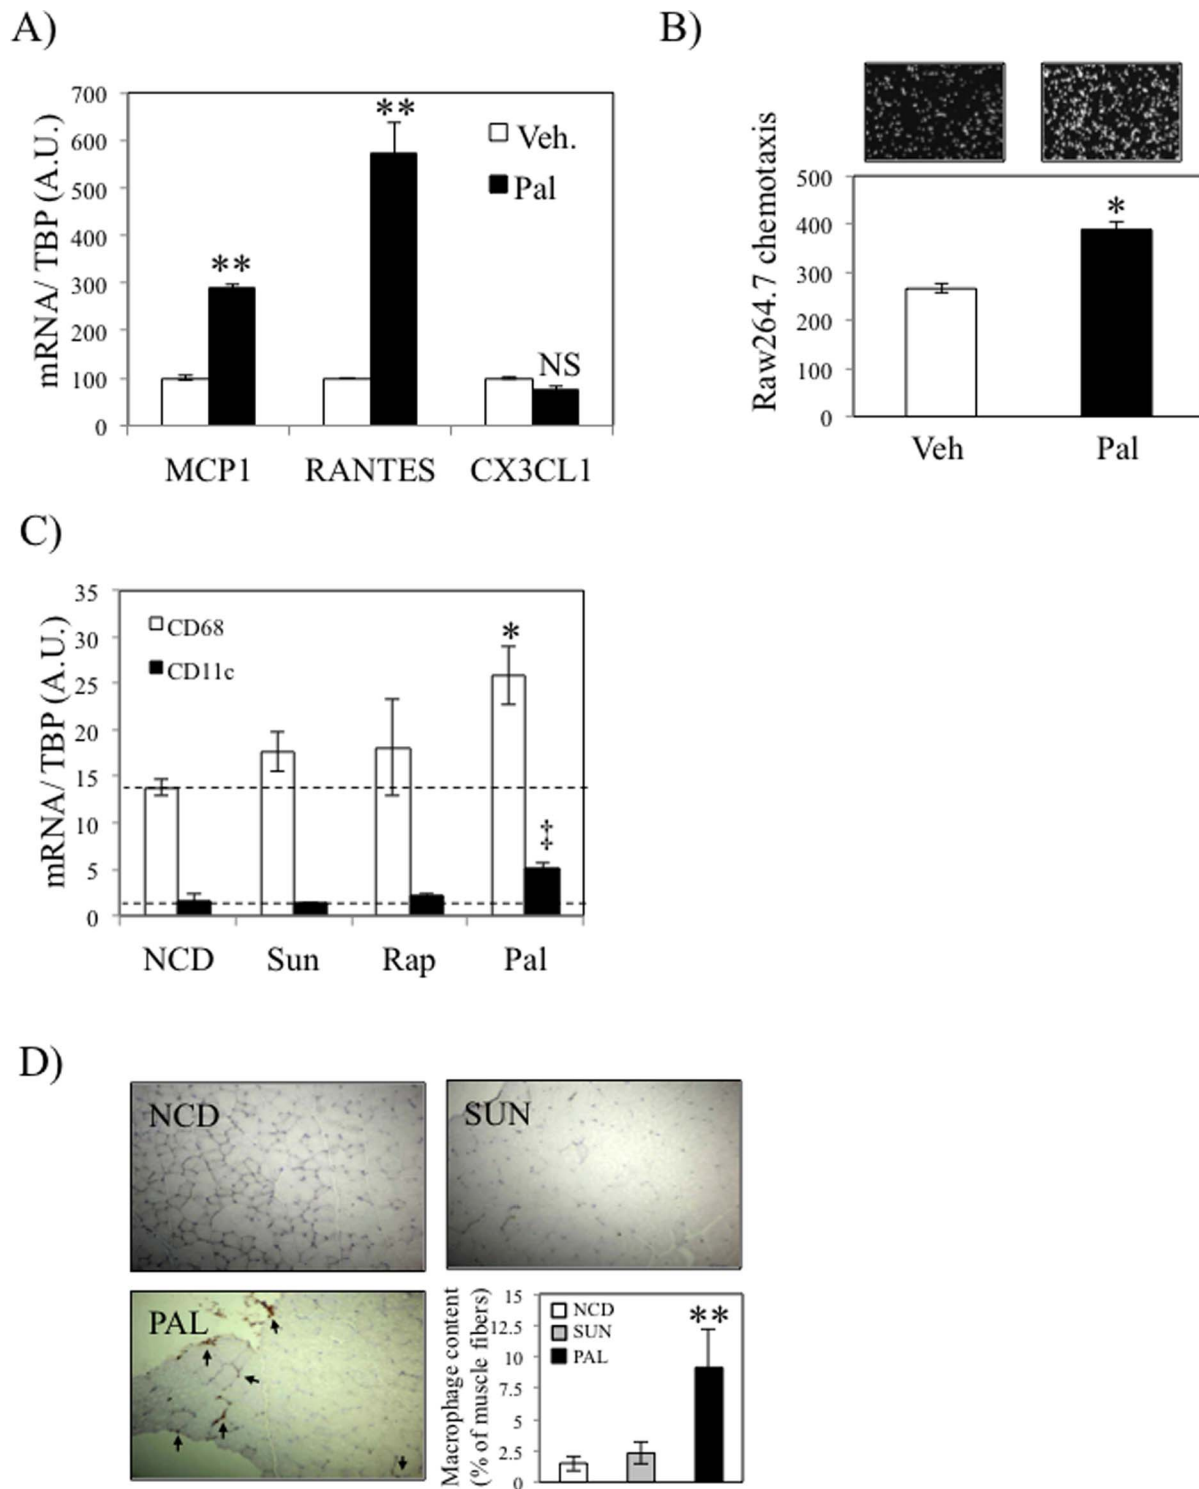 A)
mRNA/ TBP (A.U.)
700
600
500
400
300
200
100
0
**
**
NS
Veh.
Pal
MCP1
RANTES
CX3CL1
B)
Raw264.7 chemotaxis
500
400
300
200
100
0
*
Veh
Pal
C)
mRNA/ TBP (A.U.)
35
30
25
20
15
10
5
0
CD68
CD11c
*
‡
NCD
Sun
Rap
Pal
D)
NCD
SUN
PAL
Macrophage content
(% of muscle fibers)
15
12.5
10
7.5
5
2.5
0
NCD
SUN
PAL
**